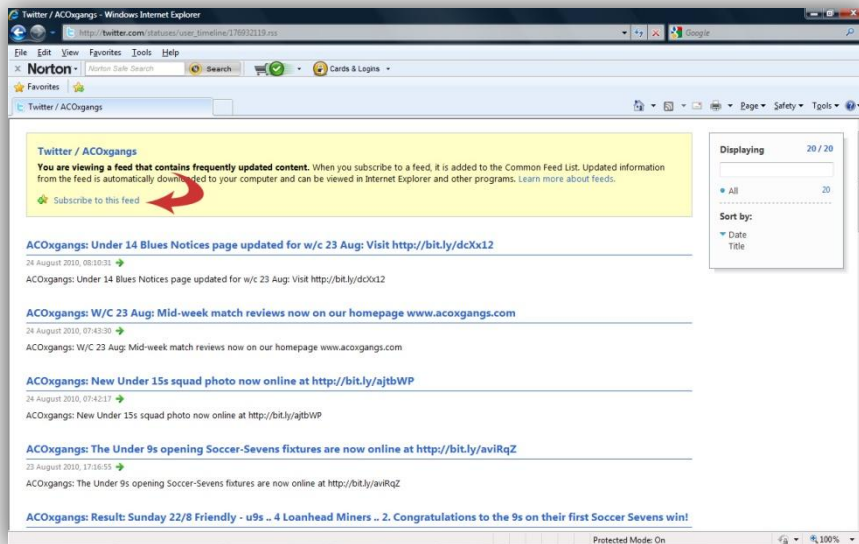 Twitter / ACOxgangs - Windows Internet Explorer
http://twitter.com/statuses/user_timeline/176932119.rss
Google
File Edit View Favorites Tools Help
Norton Norton Safe Search Search Cards & Logins
Favorites
Twitter / ACOxgangs Page Safety Tools
Twitter / ACOxgangs
You are viewing a feed that contains frequently updated content. When you subscribe to a feed, it is added to the Common Feed List. Updated information
from the feed is automatically downloaded to your computer and can be viewed in Internet Explorer and other programs. Learn more about feeds.
Subscribe to this feed
Displaying 20 / 20
All 20
Sort by:
Date
Title
ACOxgangs: Under 14 Blues Notices page updated for w/c 23 Aug: Visit http://bit.ly/dcXx12
24 August 2010, 08:10:31
ACOxgangs: Under 14 Blues Notices page updated for w/c 23 Aug: Visit http://bit.ly/dcXx12
ACOxgangs: W/C 23 Aug: Mid-week match reviews now on our homepage www.acoxgangs.com
24 August 2010, 07:43:30
ACOxgangs: W/C 23 Aug: Mid-week match reviews now on our homepage www.acoxgangs.com
ACOxgangs: New Under 15s squad photo now online at http://bit.ly/ajtbWP
24 August 2010, 07:42:17
ACOxgangs: New Under 15s squad photo now online at http://bit.ly/ajtbWP
ACOxgangs: The Under 9s opening Soccer-Sevens fixtures are now online at http://bit.ly/aviRqZ
23 August 2010, 17:16:55
ACOxgangs: The Under 9s opening Soccer-Sevens fixtures are now online at http://bit.ly/aviRqZ
ACOxgangs: Result: Sunday 22/8 Friendly - u9s .. 4 Loanhead Miners .. 2. Congratulations to the 9s on their first Soccer Sevens win!
Protected Mode: On 100%